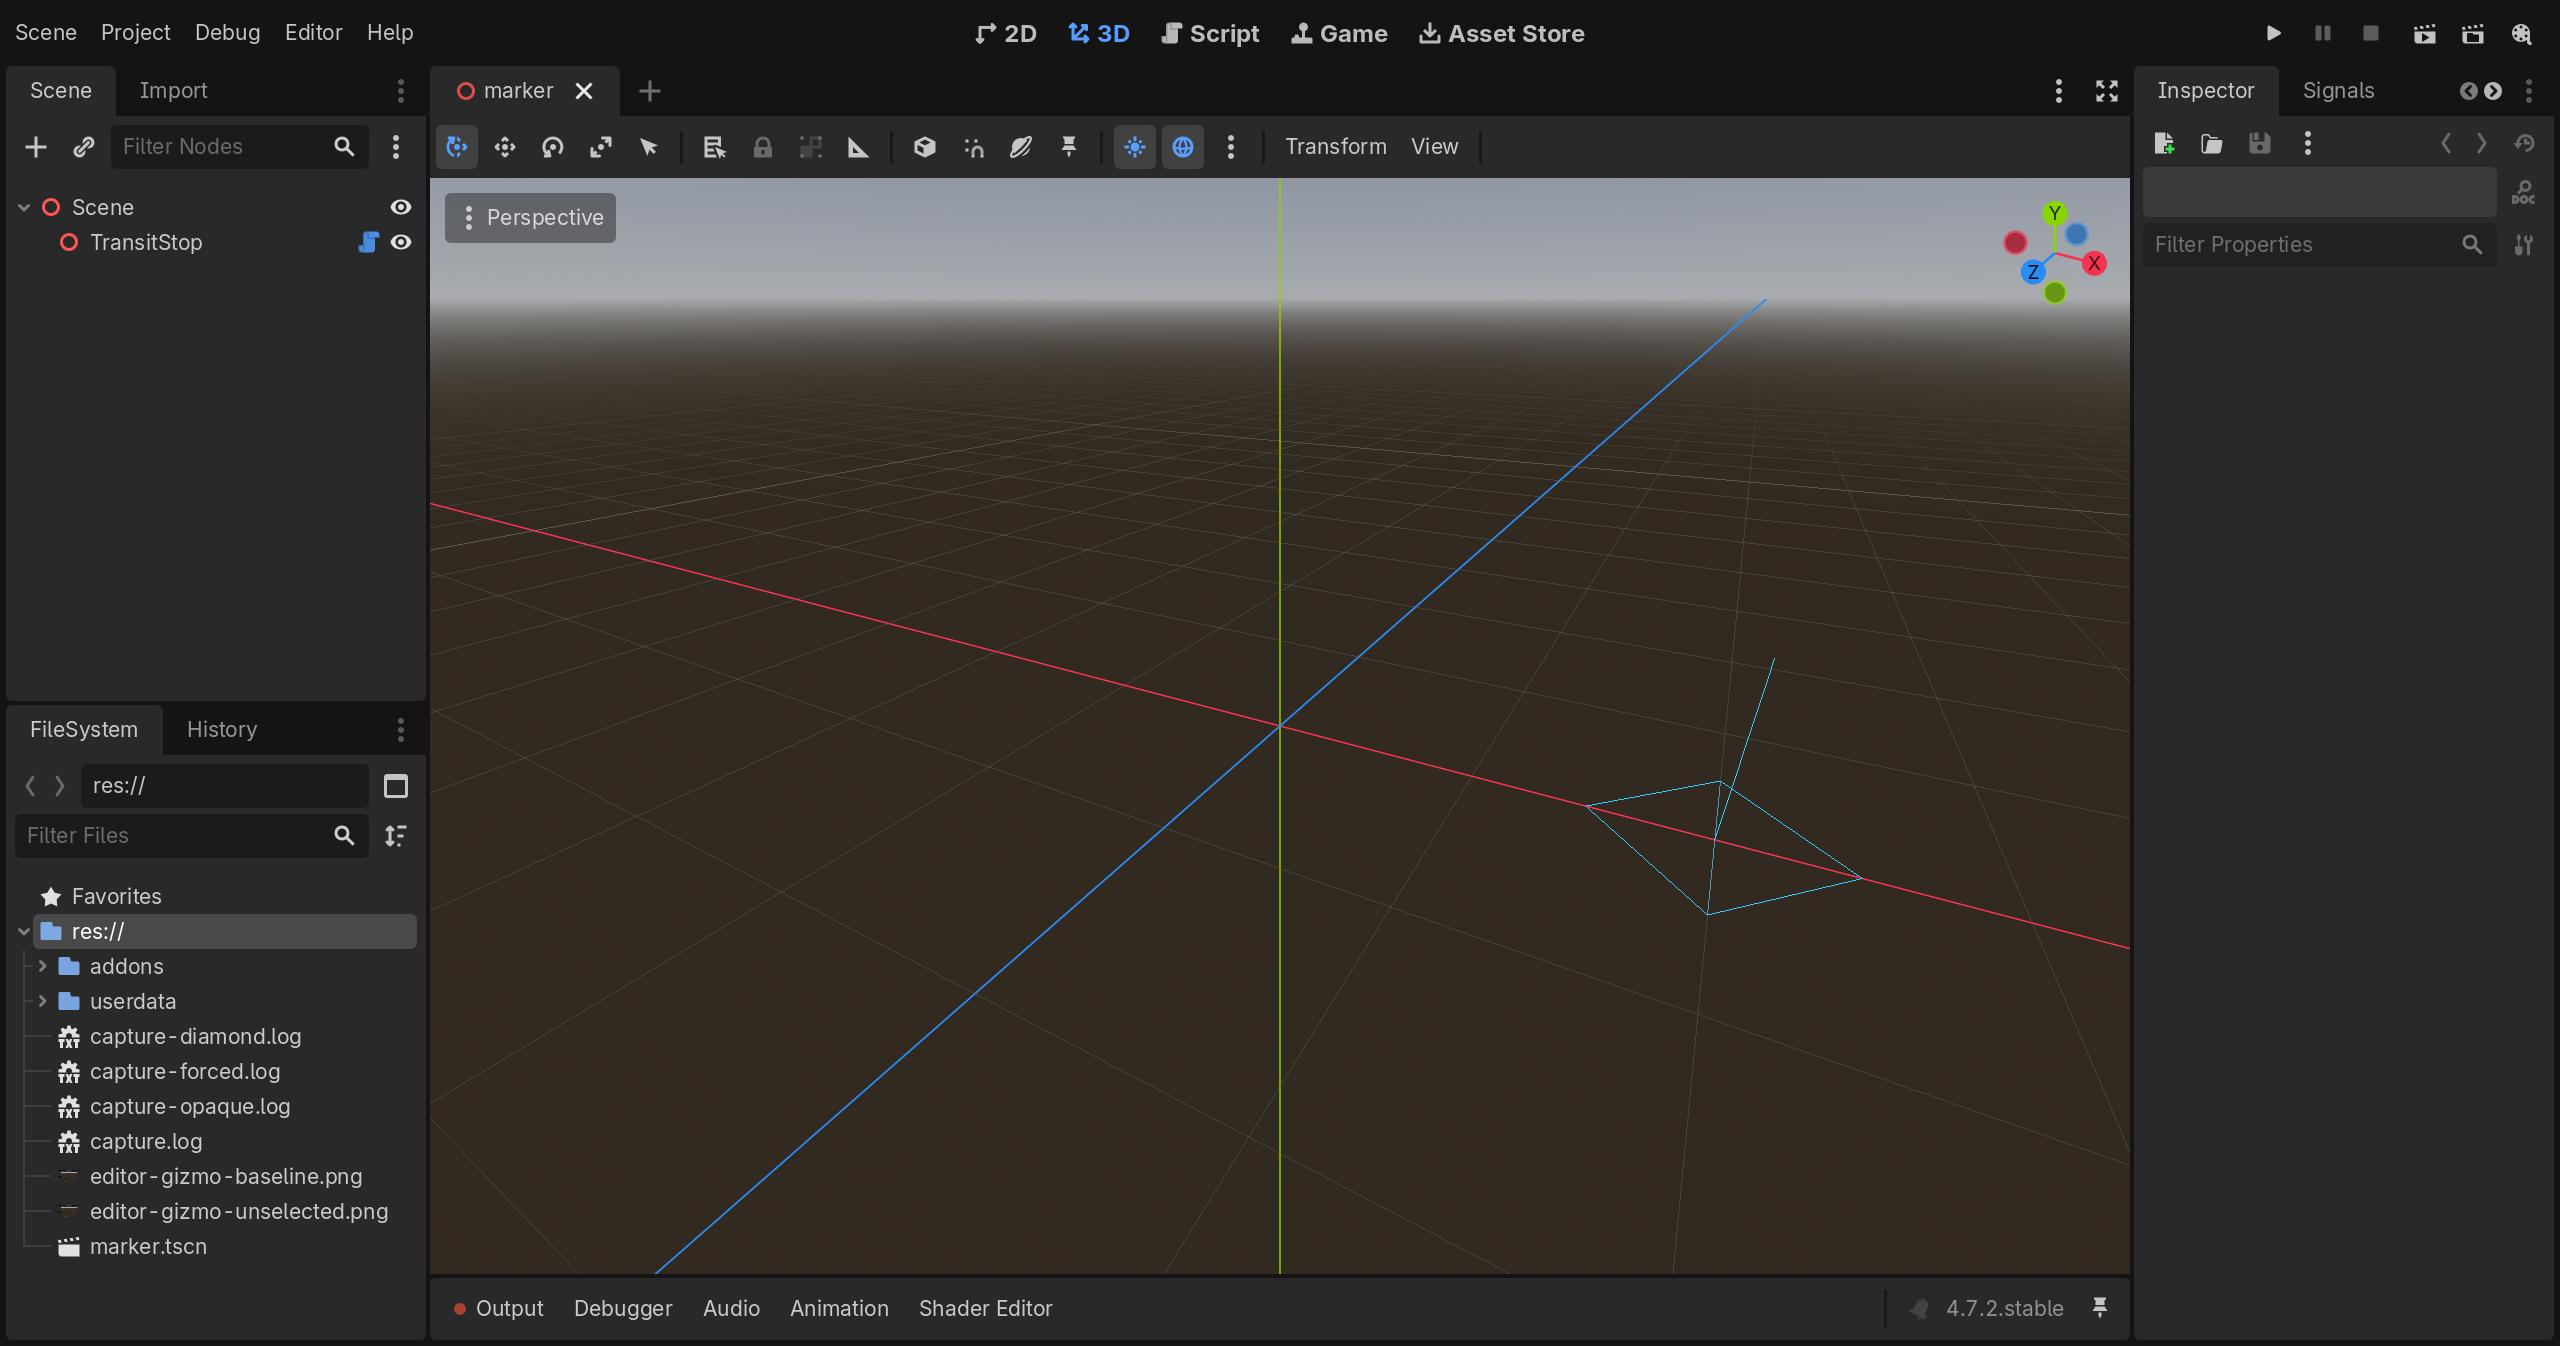 Scene Project Debug Editor Help
2D 3D Script Game Asset Store
Scene Import
Filter Nodes
Scene
TransitStop
FileSystem History
res://
Filter Files
Favorites
res://
addons
userdata
capture-diamond.log
capture-forced.log
capture-opaque.log
capture.log
editor-gizmo-baseline.png
editor-gizmo-unselected.png
marker.tscn
marker
Transform View
Perspective
Y
X
Z
Output Debugger Audio Animation Shader Editor 4.7.2.stable
Inspector Signals
DOC
Filter Properties